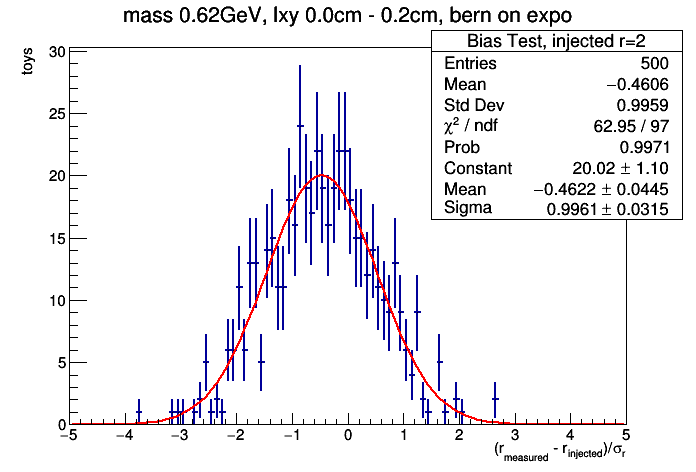 mass 0.62GeV, lxy 0.0cm - 0.2cm, bern on expo
Bias Test, injected r=2
Entries 500
Mean −0.4606
Std Dev 0.9959
χ² / ndf 62.95 / 97
Prob 0.9971
Constant 20.02 ± 1.10
Mean −0.4622 ± 0.0445
Sigma 0.9961 ± 0.0315
toys
30
25
20
15
10
5
0
−5 −4 −3 −2 −1 0 1 2 3 4 5
(r_measured - r_injected)/σ_r